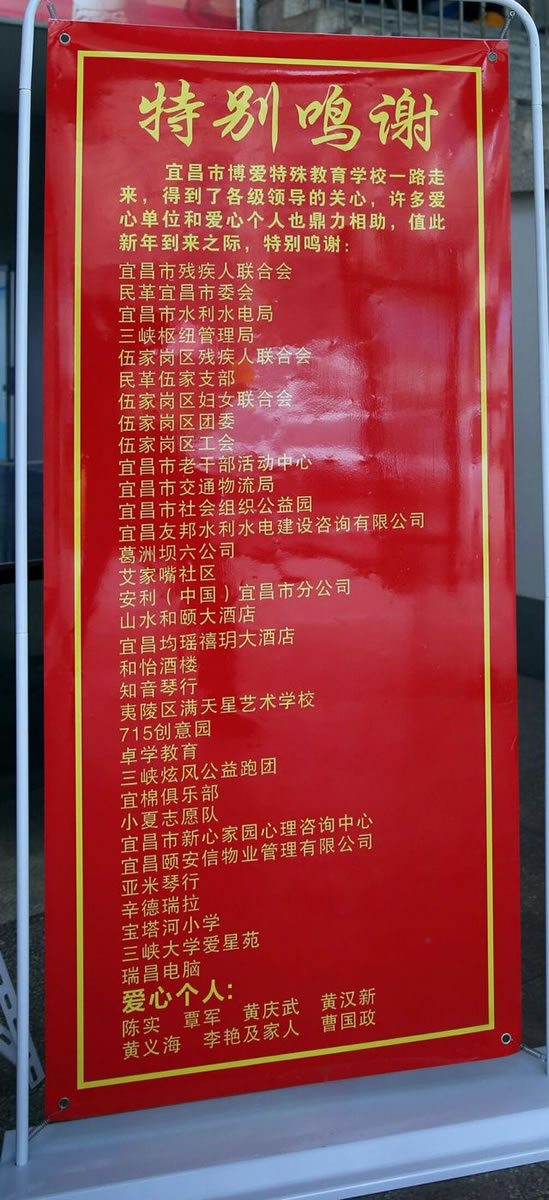 特别鸣谢
宜昌市博爱特殊教育学校一路走
来，得到了各级领导的关心，许多爱
心单位和爱心个人也鼎力相助，值此
新年到来之际，特别鸣谢：
宜昌市残疾人联合会
民革宜昌市委会
宜昌市水利水电局
三峡枢纽管理局
伍家岗区残疾人联合会
民革伍家支部
伍家岗区妇女联合会
伍家岗区团委
伍家岗区工会
宜昌市老干部活动中心
宜昌市交通物流局
宜昌市社会组织公益园
宜昌友邦水利水电建设咨询有限公司
葛洲坝六公司
艾家嘴社区
安利（中国）宜昌市分公司
山水和颐大酒店
宜昌均瑶禧玥大酒店
和怡酒楼
知音琴行
夷陵区满天星艺术学校
715创意园
卓学教育
三峡炫风公益跑团
宜棉俱乐部
小夏志愿队
宜昌市新心家园心理咨询中心
宜昌颐安信物业管理有限公司
亚米琴行
辛德瑞拉
宝塔河小学
三峡大学爱星苑
瑞昌电脑
爱心个人：
陈实 覃军 黄庆武 黄汉新
黄义海 李艳及家人 曹国政